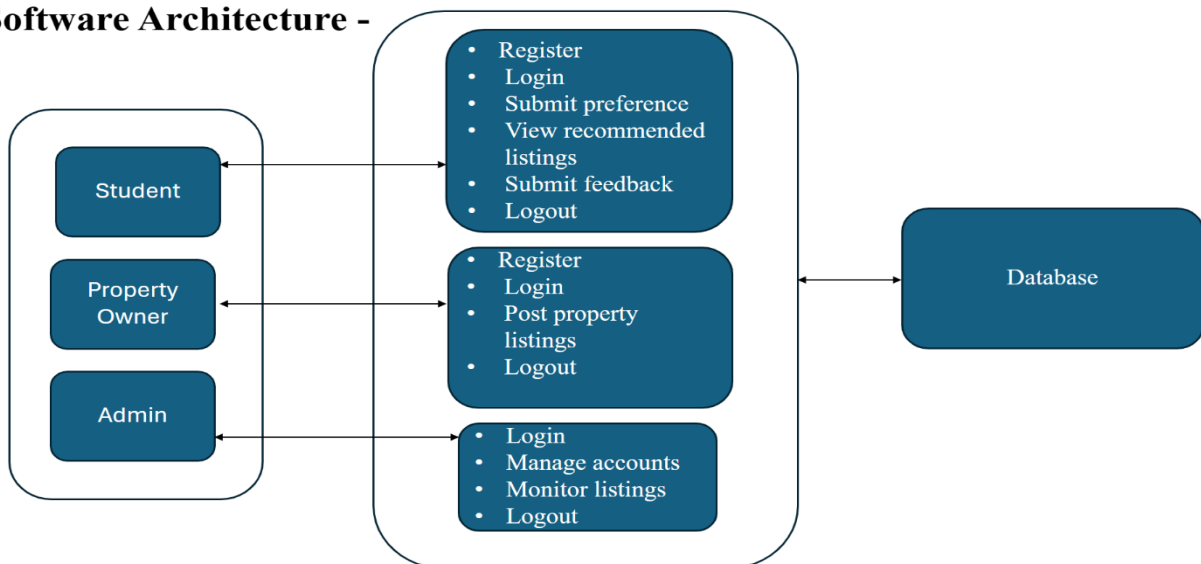 oftware Architecture -
• Register
• Login
• Submit preference
• View recommended
listings
• Submit feedback
• Logout
Student
Property
Owner
Admin
• Register
• Login
• Post property
listings
• Logout
• Login
• Manage accounts
• Monitor listings
• Logout
Database